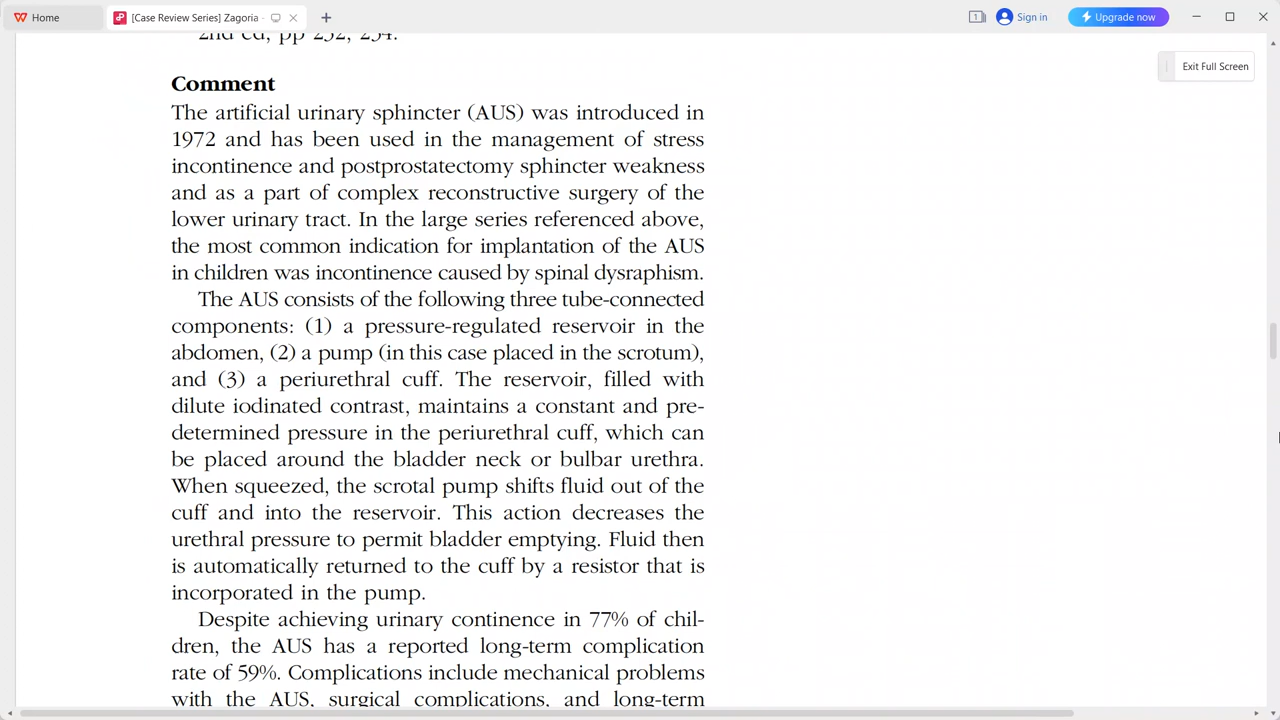 Home
[Case Review Series] Zagoria
1
Sign in
Upgrade now
Exit Full Screen
2nd ed, pp 252, 254.
Comment
The artificial urinary sphincter (AUS) was introduced in
1972 and has been used in the management of stress
incontinence and postprostatectomy sphincter weakness
and as a part of complex reconstructive surgery of the
lower urinary tract. In the large series referenced above,
the most common indication for implantation of the AUS
in children was incontinence caused by spinal dysraphism.
The AUS consists of the following three tube-connected
components: (1) a pressure-regulated reservoir in the
abdomen, (2) a pump (in this case placed in the scrotum),
and (3) a periurethral cuff. The reservoir, filled with
dilute iodinated contrast, maintains a constant and pre-
determined pressure in the periurethral cuff, which can
be placed around the bladder neck or bulbar urethra.
When squeezed, the scrotal pump shifts fluid out of the
cuff and into the reservoir. This action decreases the
urethral pressure to permit bladder emptying. Fluid then
is automatically returned to the cuff by a resistor that is
incorporated in the pump.
Despite achieving urinary continence in 77% of chil-
dren, the AUS has a reported long-term complication
rate of 59%. Complications include mechanical problems
with the AUS, surgical complications, and long-term